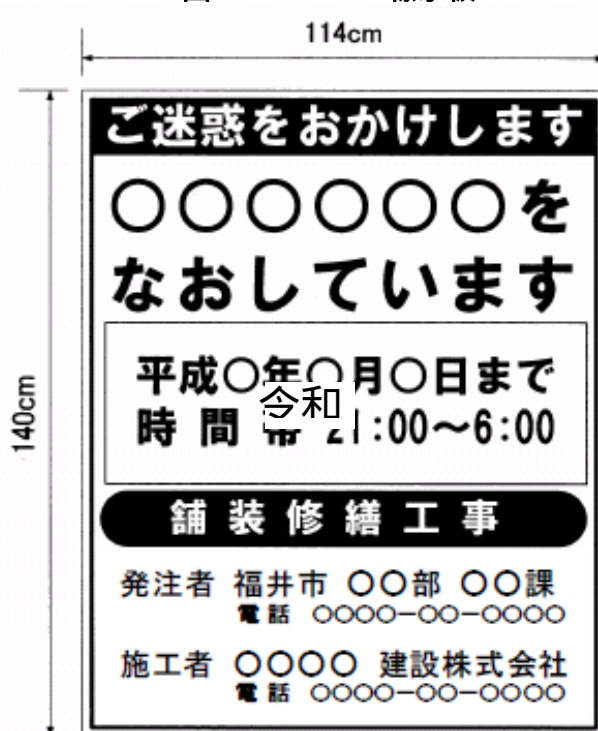 114cm
140cm
ご迷惑をおかけします
○○○○○○を
なおしています
平成○年○月○日まで
令和
時間帯 21:00～6:00
舗装修繕工事
発注者 福井市 ○○部 ○○課
電話 ○○○○-○○-○○○○
施工者 ○○○○ 建設株式会社
電話 ○○○○-○○-○○○○